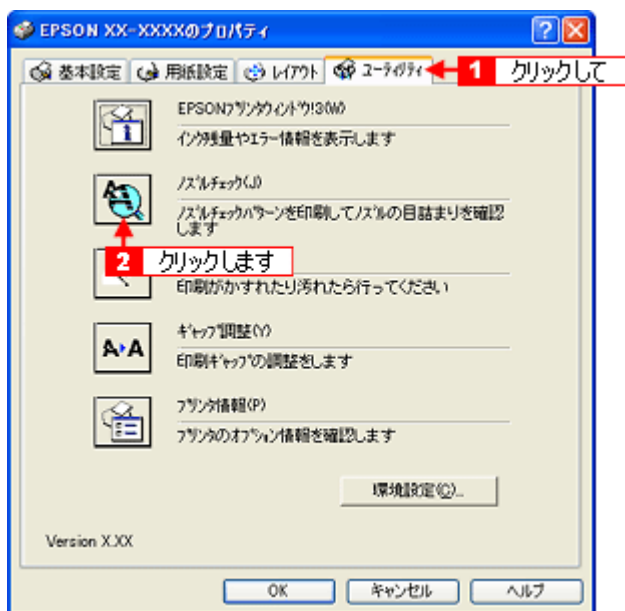 EPSON XX-XXXXのプロパティ
基本設定 用紙設定 レイアウト ユーティリティ 1 クリックして
EPSONプリンタウィンドウ!3(W)
インク残量やエラー情報を表示します
ノズルチェック(J)
ノズルチェックパターンを印刷してノズルの目詰まりを確認
します
2 クリックします
印刷がかすれたり汚れたら行ってください
ギャップ調整(Y)
A▸A
印刷ギャップの調整をします
プリンタ情報(P)
プリンタのオプション情報を確認します
環境設定(C)...
Version X.XX
OK キャンセル ヘルプ